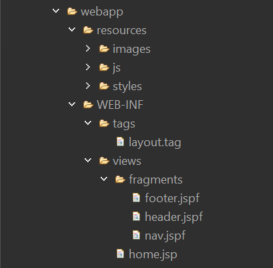 webapp
resources
images
js
styles
WEB-INF
tags
layout.tag
views
fragments
footer.jspf
header.jspf
nav.jspf
home.jsp